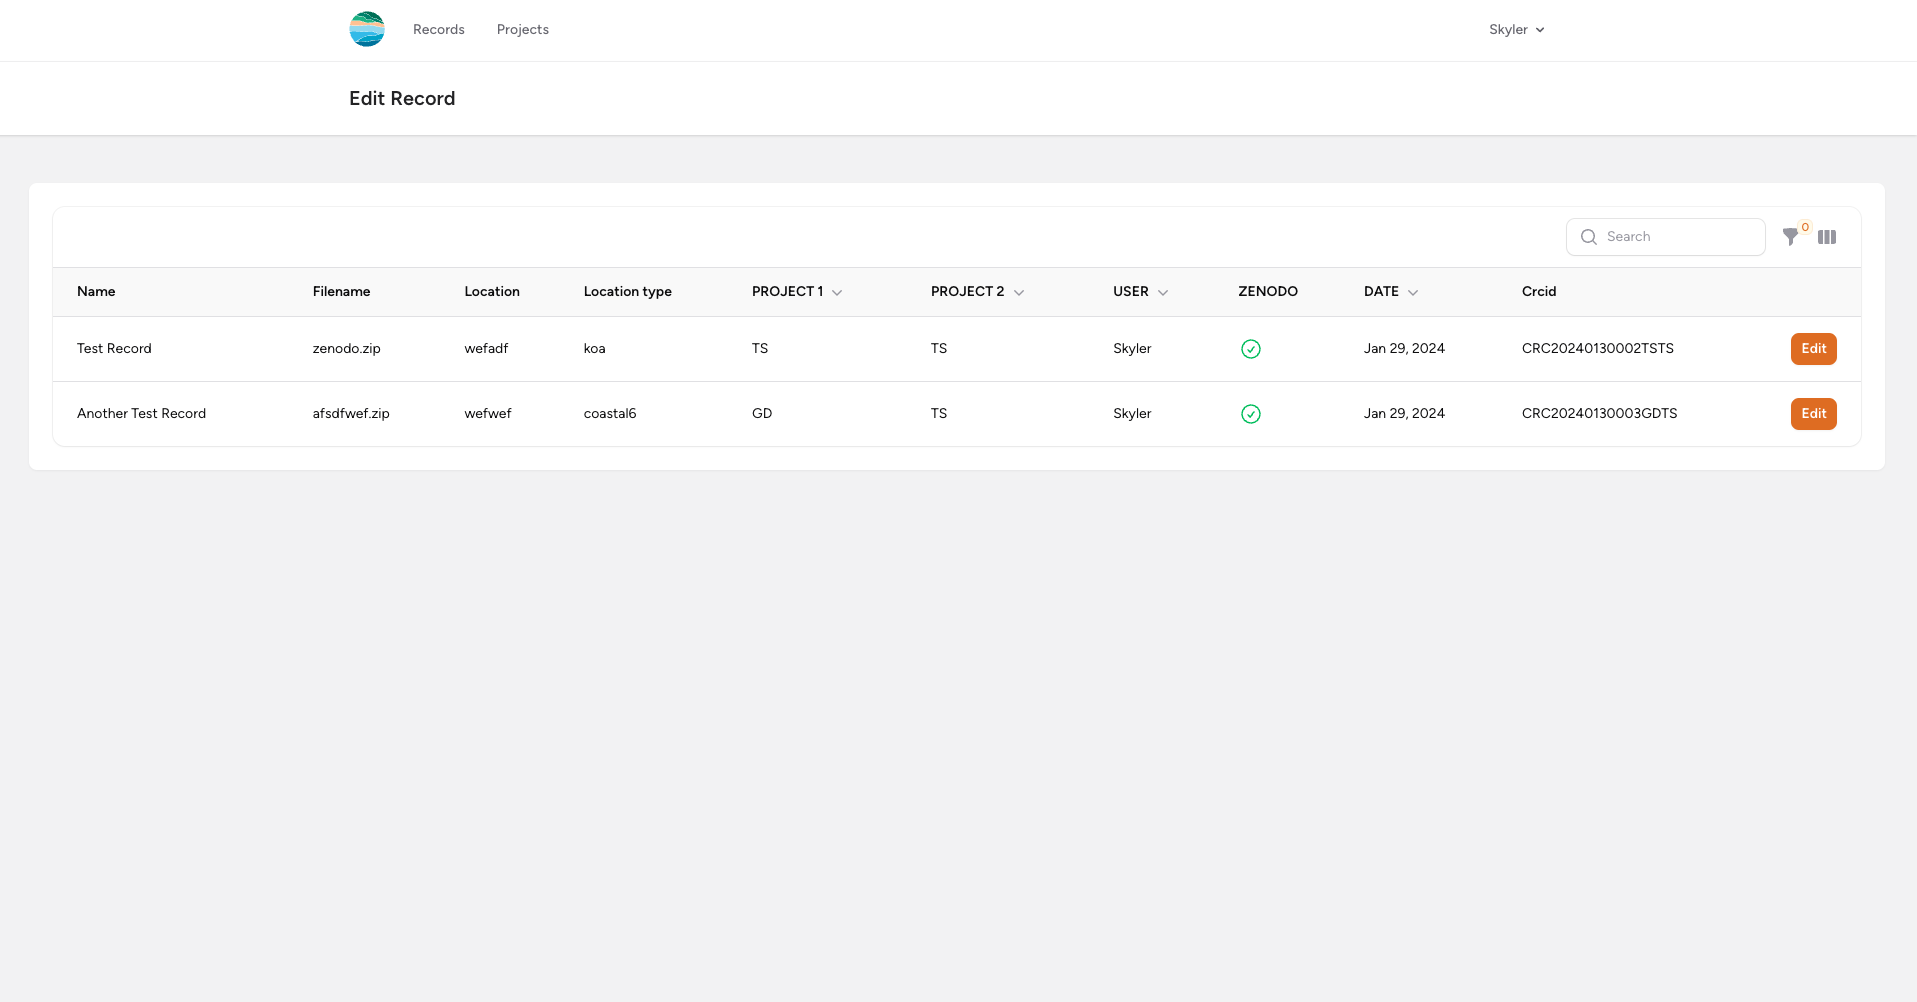 Records Projects Skyler
Edit Record
Search 0
Name Filename Location Location type PROJECT 1 PROJECT 2 USER ZENODO DATE Crcid
Test Record zenodo.zip wefadf koa TS TS Skyler Jan 29, 2024 CRC20240130002TSTS Edit
Another Test Record afsdfwef.zip wefwef coastal6 GD TS Skyler Jan 29, 2024 CRC20240130003GDTS Edit